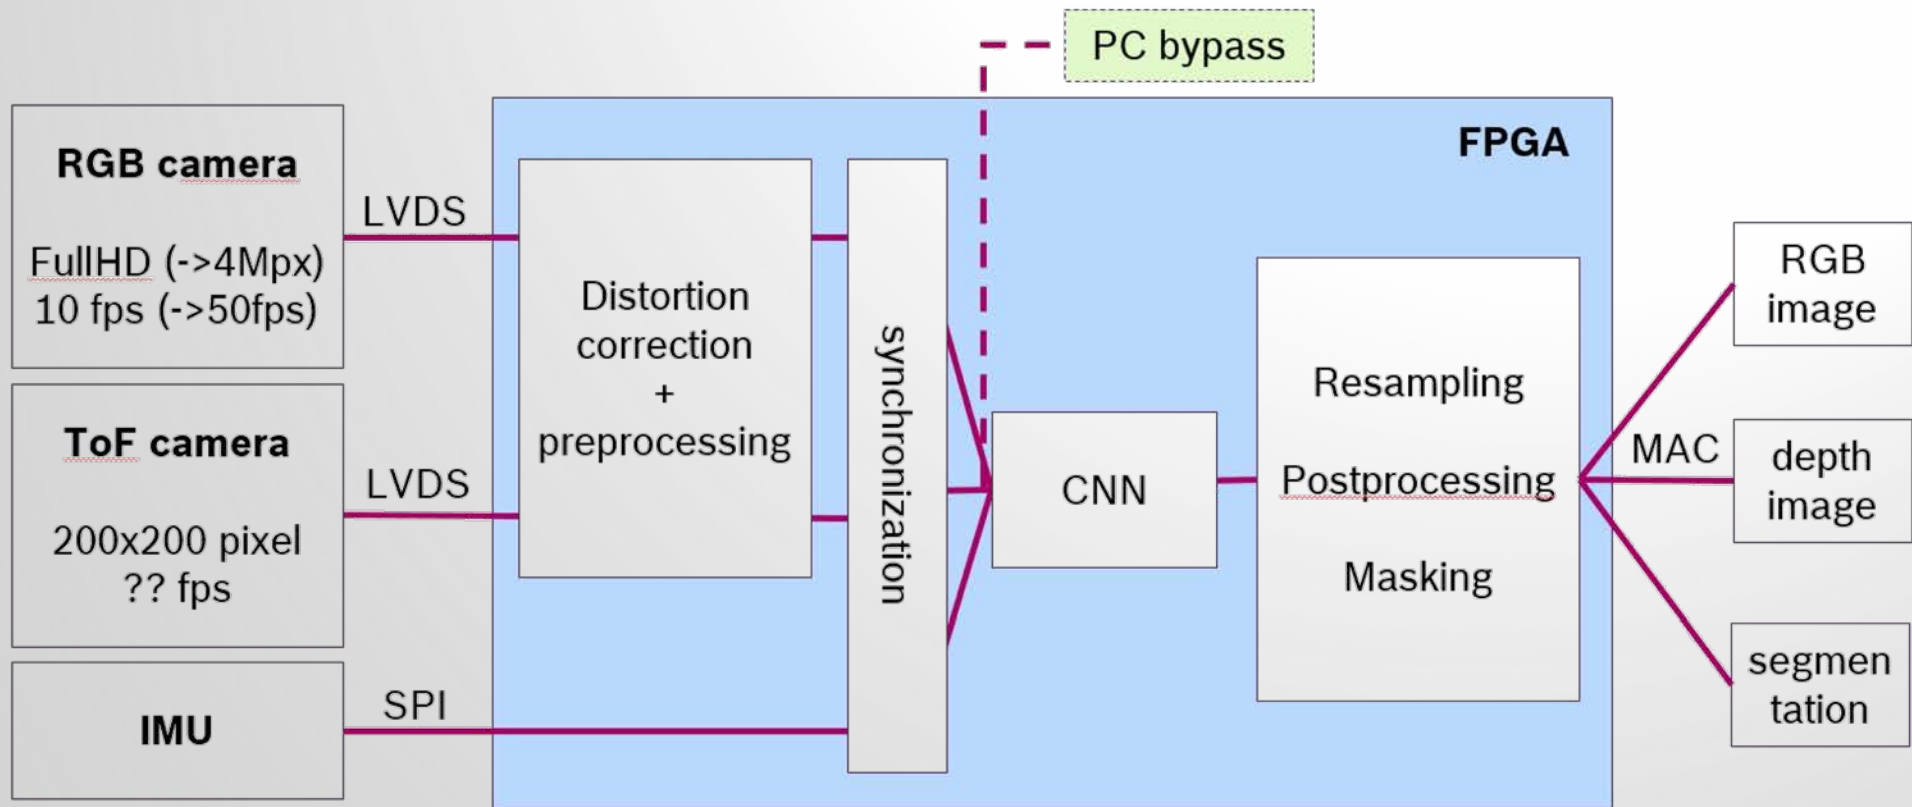 PC bypass
FPGA
RGB camera
FullHD (->4Mpx)
10 fps (->50fps)
LVDS
ToF camera
200x200 pixel
?? fps
LVDS
IMU
SPI
Distortion
correction
+
preprocessing
synchronization
CNN
Resampling
Postprocessing
Masking
MAC
RGB
image
depth
image
segmen
tation